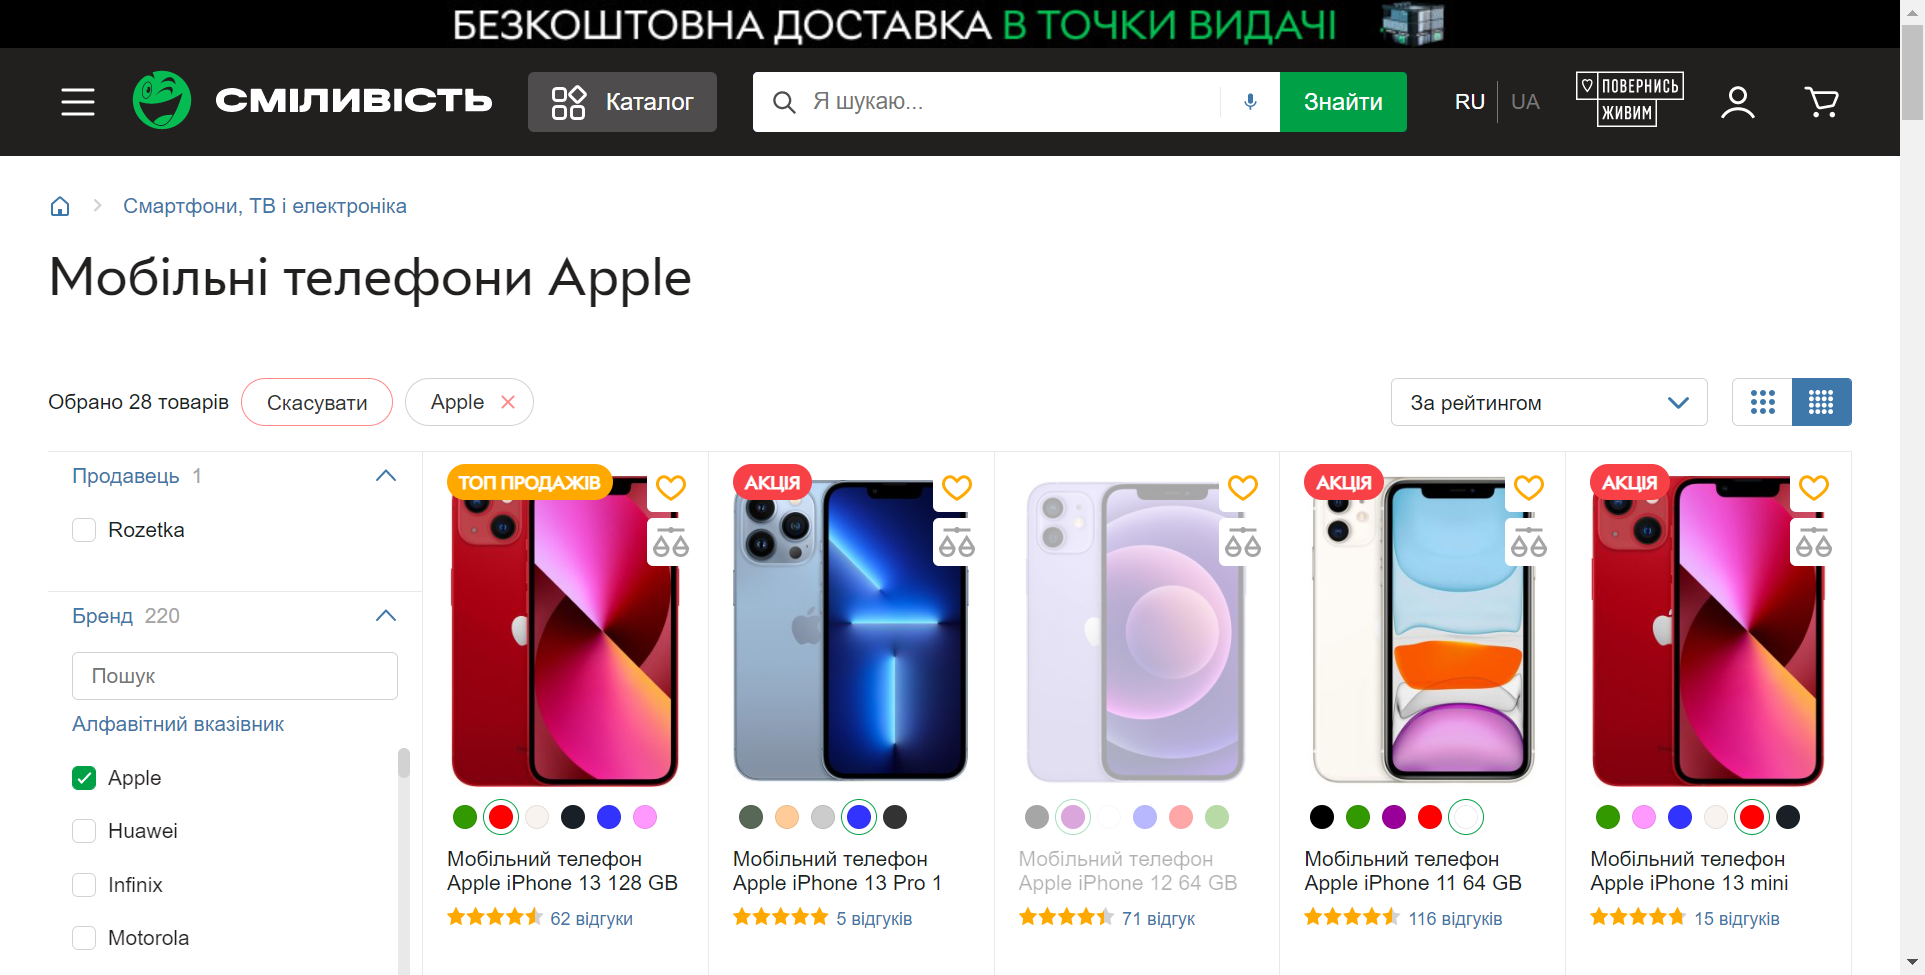 БЕЗКОШТОВНА ДОСТАВКА В ТОЧКИ ВИДАЧІ
СМІЛИВІСТЬ
Каталог
Я шукаю...
Знайти
RU
UA
ПОВЕРНИСЬ
ЖИВИМ
Смартфони, ТВ і електроніка
Мобільні телефони Apple
Обрано 28 товарів
Скасувати
Apple
За рейтингом
Продавець 1
Rozetka
Бренд 220
Пошук
Алфавітний вказівник
Apple
Huawei
Infinix
Motorola
ТОП ПРОДАЖІВ
Мобільний телефон
Apple iPhone 13 128 GB
62 відгуки
АКЦІЯ
Мобільний телефон
Apple iPhone 13 Pro 1
5 відгуків
Мобільний телефон
Apple iPhone 12 64 GB
71 відгук
АКЦІЯ
Мобільний телефон
Apple iPhone 11 64 GB
116 відгуків
АКЦІЯ
Мобільний телефон
Apple iPhone 13 mini
15 відгуків